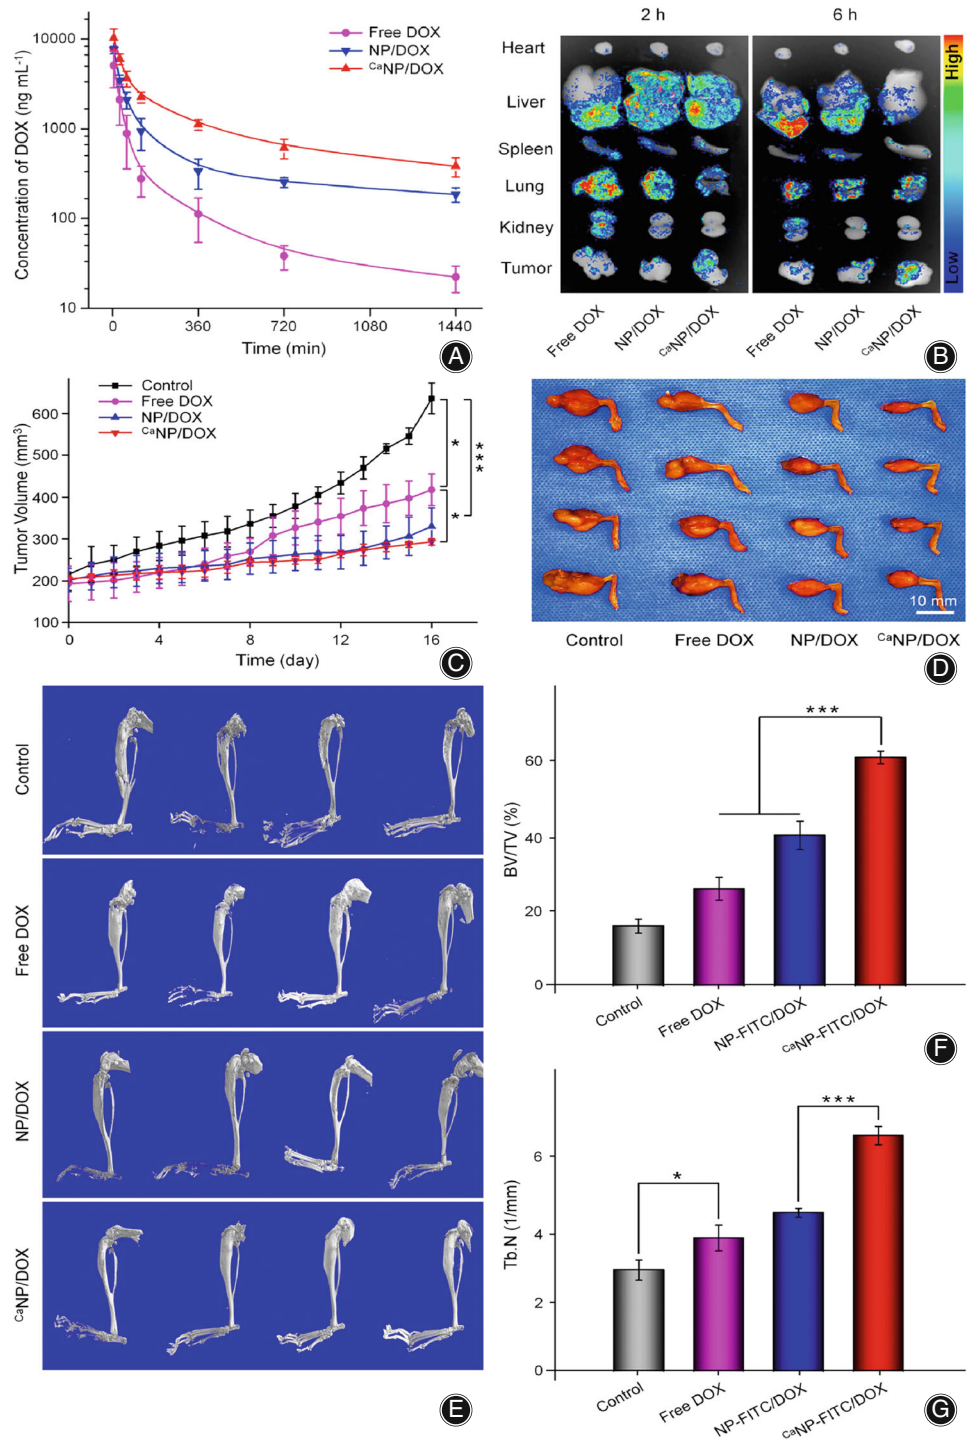 Free DOX
NP/DOX
CaNP/DOX
10000
1000
100
10
Concentration of DOX (ng mL-1)
0 360 720 1080 1440
Time (min)
A
2 h 6 h
Heart
Liver
Spleen
Lung
Kidney
Tumor
High
Low
Free DOX NP/DOX CaNP/DOX Free DOX NP/DOX CaNP/DOX
B
Control
Free DOX
NP/DOX
CaNP/DOX
600
500
400
300
200
100
Tumor Volume (mm3)
*
***
*
0 4 8 12 16
Time (day)
C
10 mm
Control Free DOX NP/DOX CaNP/DOX
D
Control
Free DOX
NP/DOX
CaNP/DOX
E
***
60
40
20
0
BV/TV (%)
Control Free DOX NP-FITC/DOX CaNP-FITC/DOX
F
***
*
6
4
2
0
Tb.N (1/mm)
Control Free DOX NP-FITC/DOX CaNP-FITC/DOX
G